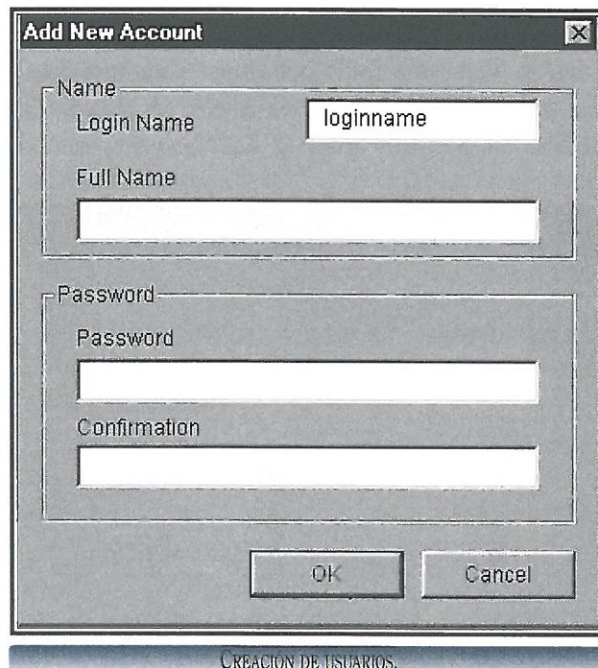 Add New Account
Name
Login Name
loginname
Full Name
Password
Password
Confirmation
OK
Cancel
CREACIÓN DE USUARIOS.